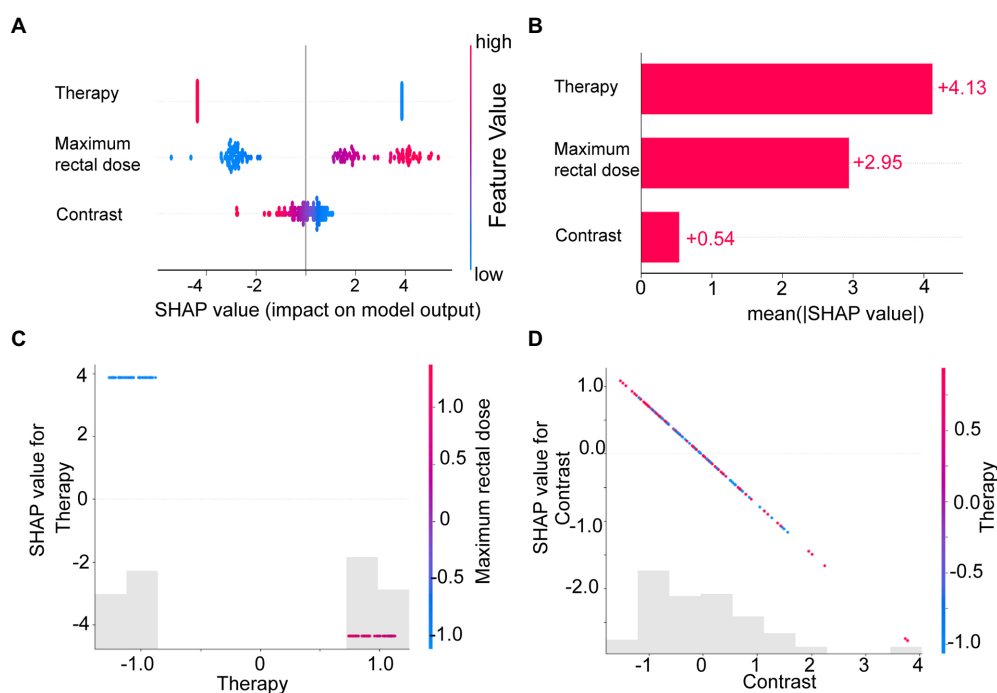 A
high
Therapy
Maximum
rectal dose
Contrast
Feature Value
low
-4 -2 0 2 4
SHAP value (impact on model output)
B
Therapy
+4.13
Maximum
rectal dose
+2.95
Contrast
+0.54
0 1 2 3 4
mean(|SHAP value|)
C
4
2
0
-2
-4
SHAP value for
Therapy
-1.0 0 1.0
Therapy
1.0
0.5
0
-0.5
-1.0
Maximum rectal dose
D
1.0
0.0
-1.0
-2.0
SHAP value for
Contrast
-1 0 1 2 3 4
Contrast
0.5
0.0
-0.5
-1.0
Therapy